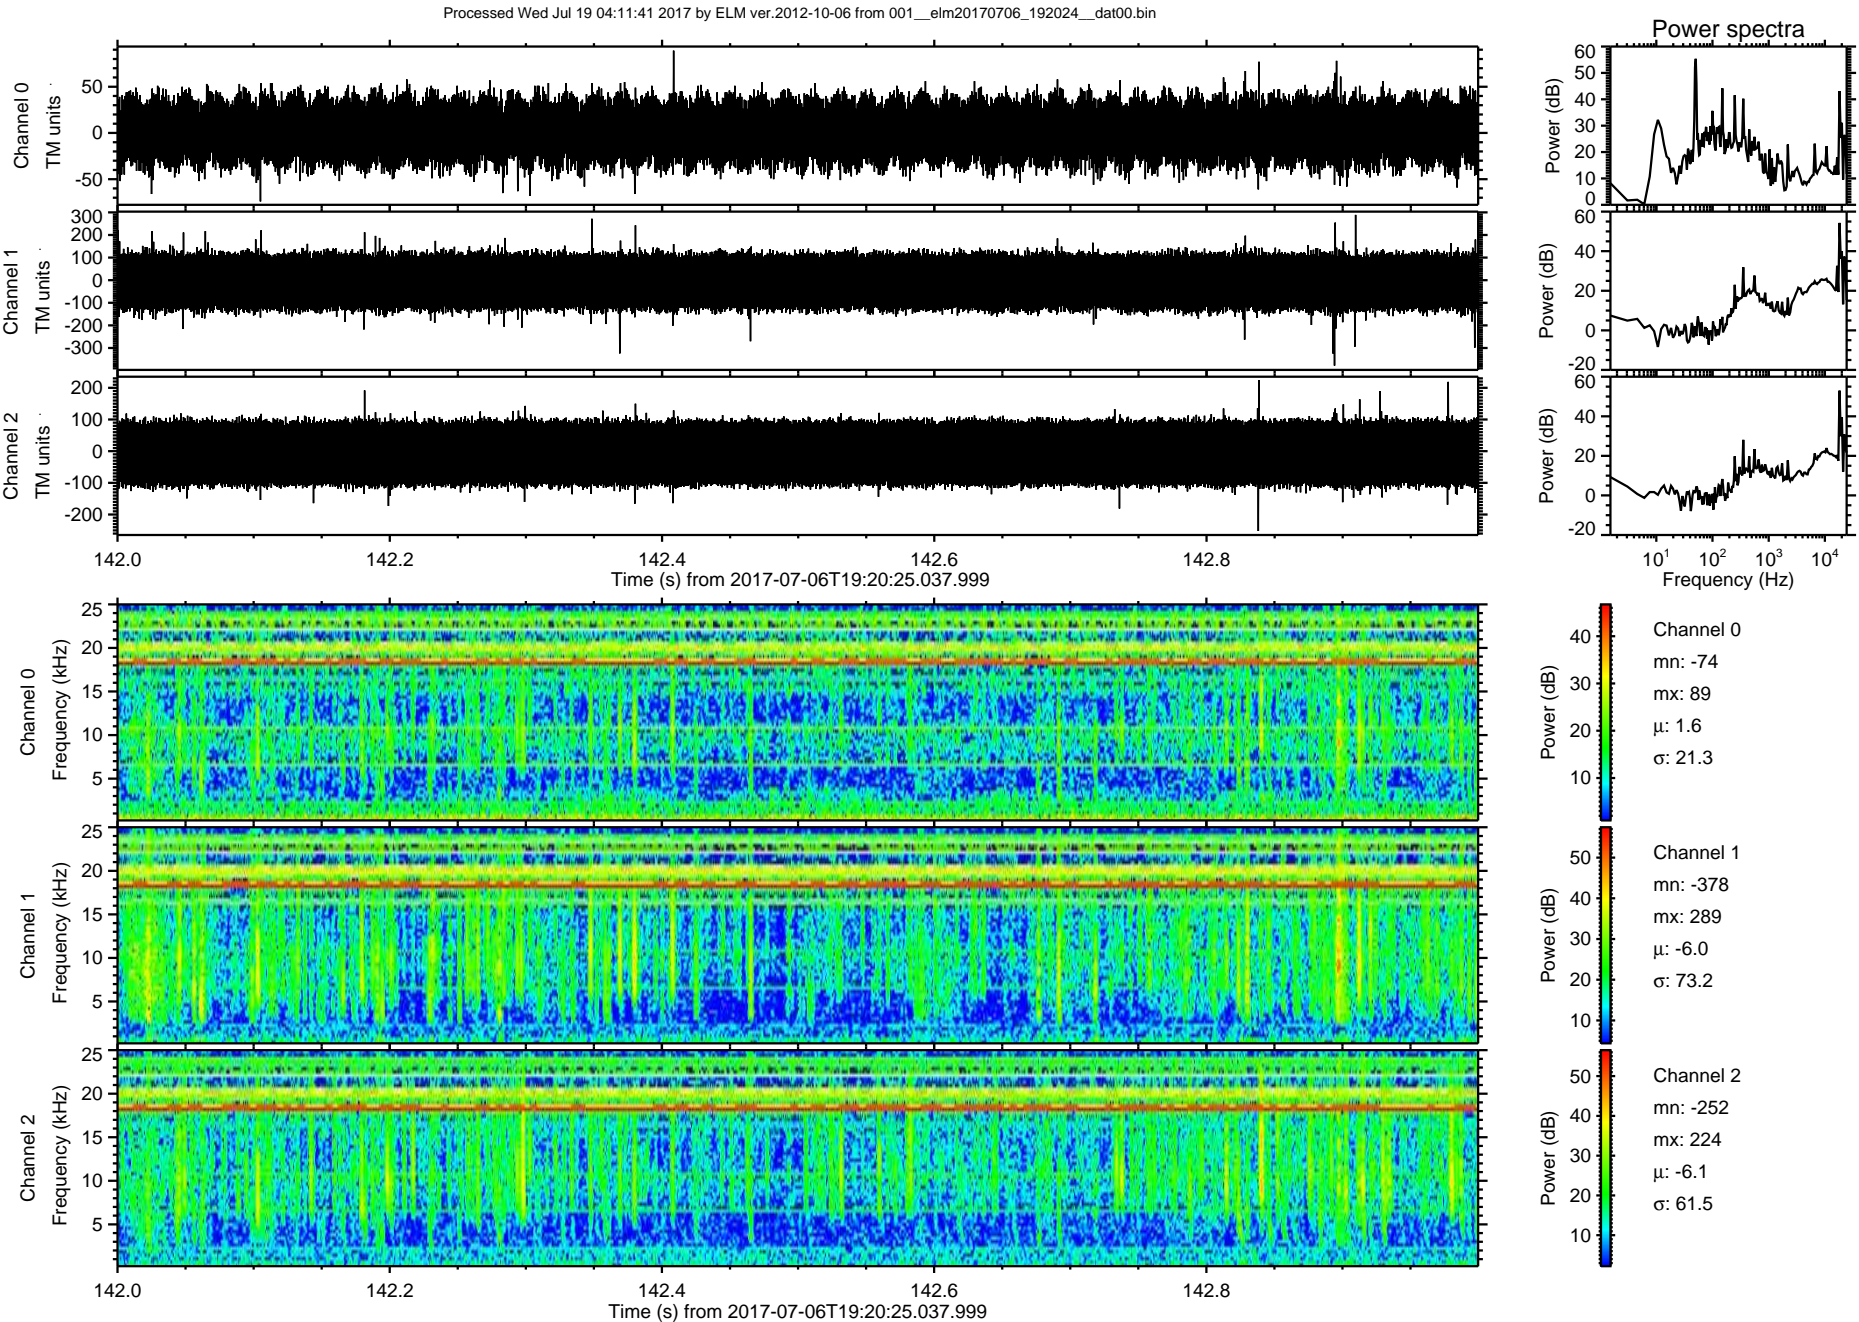 Processed Wed Jul 19 04:11:41 2017 by ELM ver.2012-10-06 from 001__elm20170706_192024__dat00.bin
Power spectra
Channel 0
TM units
50
0
-50
Power (dB)
60
50
40
30
20
10
0
Channel 1
TM units
300
200
100
0
-100
-200
-300
Power (dB)
60
40
20
0
-20
Channel 2
TM units
200
100
0
-100
-200
Power (dB)
60
40
20
0
-20
142.0 142.2 142.4 142.6 142.8
Time (s) from 2017-07-06T19:20:25.037.999
10^1 10^2 10^3 10^4
Frequency (Hz)
Channel 0
Frequency (kHz)
25
20
15
10
5
Power (dB)
40
30
20
10
Channel 0
mn: -74
mx: 89
μ: 1.6
σ: 21.3
Channel 1
Frequency (kHz)
25
20
15
10
5
Power (dB)
50
40
30
20
10
Channel 1
mn: -378
mx: 289
μ: -6.0
σ: 73.2
Channel 2
Frequency (kHz)
25
20
15
10
5
Power (dB)
50
40
30
20
10
Channel 2
mn: -252
mx: 224
μ: -6.1
σ: 61.5
142.0 142.2 142.4 142.6 142.8
Time (s) from 2017-07-06T19:20:25.037.999